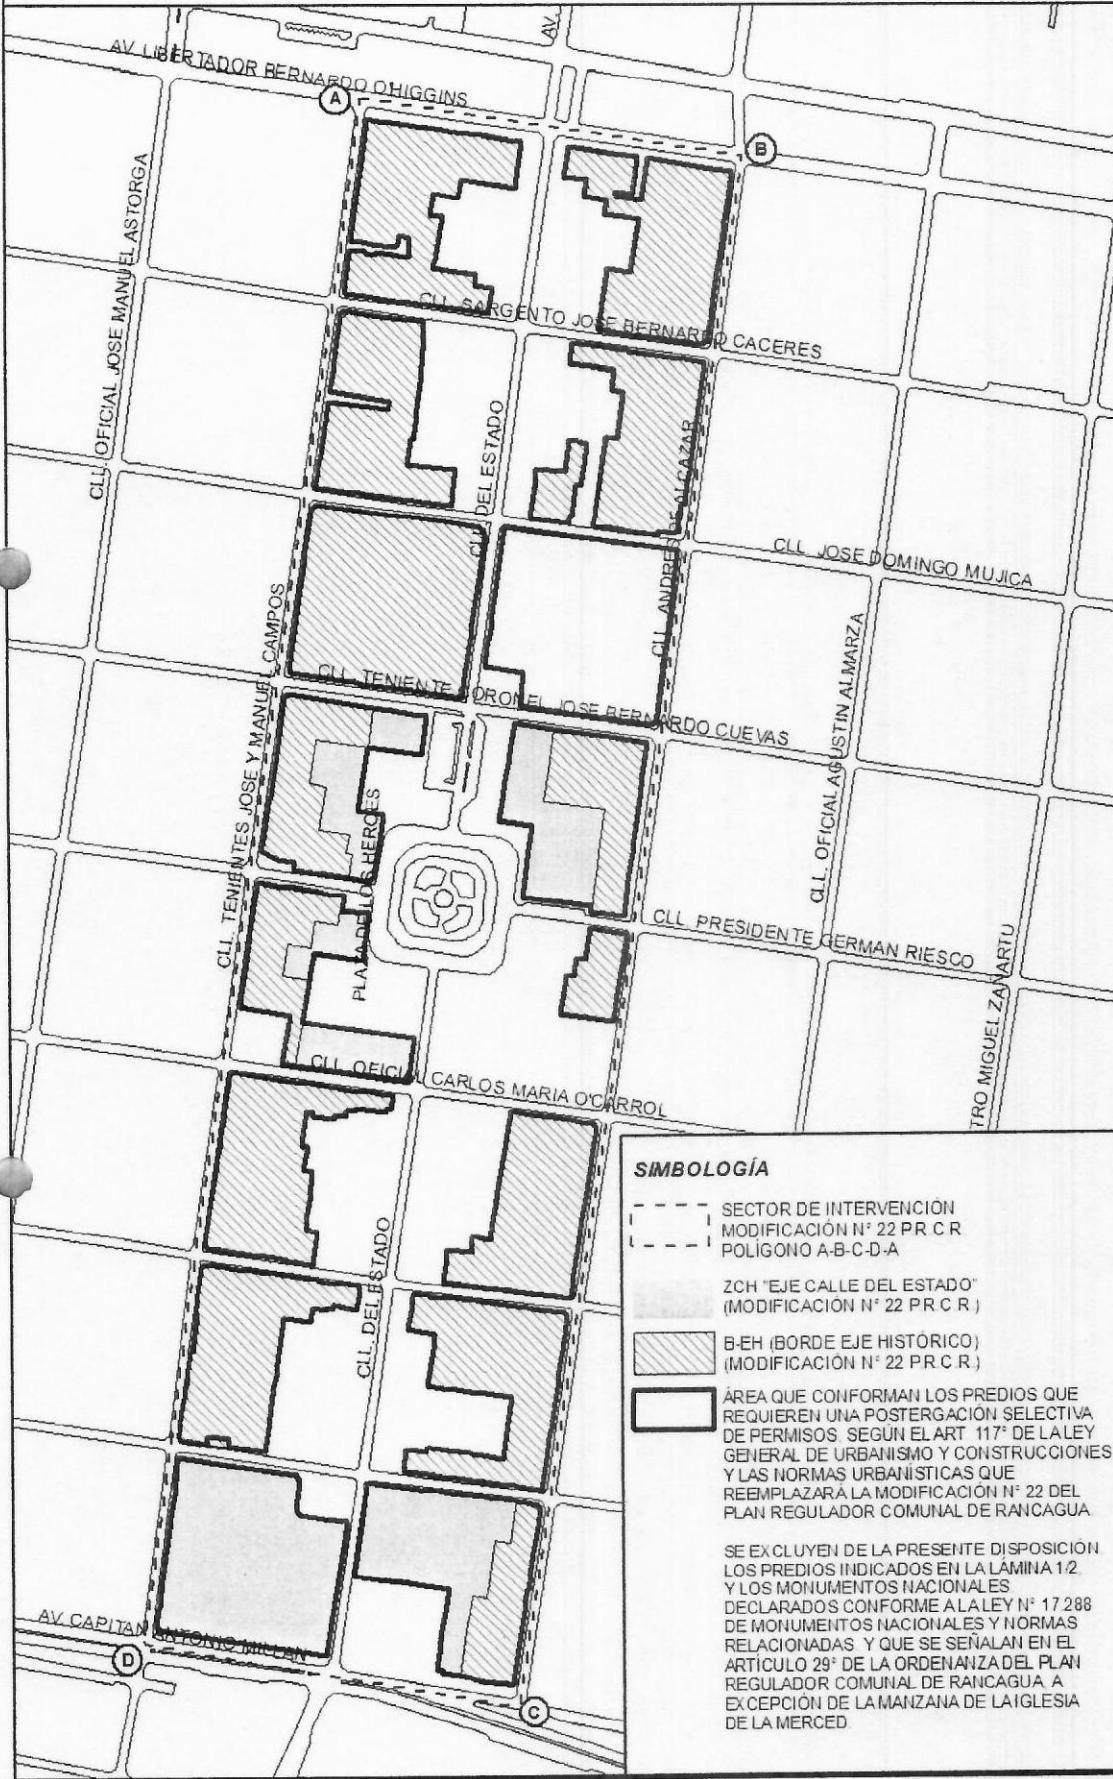 AV.
AV. LIBERTADOR BERNARDO O'HIGGINS
A
B
CLL. OFICIAL JOSE MANUEL ASTORGA
CLL. SARGENTO JOSE BERNARDO CACERES
CLL. DEL ESTADO
CLL. ANDRES DE ALCAZAR
CLL. JOSE DOMINGO MUJICA
CLL. TENIENTES JOSE Y MANUEL CAMPOS
CLL. TENIENTE CORONEL JOSE BERNARDO CUEVAS
CLL. OFICIAL AGUSTIN ALMARZA
PLAZA DE LOS HEROES
CLL. PRESIDENTE GERMAN RIESCO
TRO MIGUEL ZAÑARTU
CLL. OFICIAL CARLOS MARIA O'CARROL
CLL. DEL ESTADO
AV. CAPITAN ANTONIO MILLAN
D
C
SIMBOLOGÍA
SECTOR DE INTERVENCIÓN
MODIFICACIÓN N° 22 P.R.C.R
POLÍGONO A-B-C-D-A
ZCH "EJE CALLE DEL ESTADO"
(MODIFICACIÓN N° 22 P.R.C.R.)
B-EH (BORDE EJE HISTÓRICO)
(MODIFICACIÓN N° 22 P.R.C.R.)
ÁREA QUE CONFORMAN LOS PREDIOS QUE
REQUIEREN UNA POSTERGACIÓN SELECTIVA
DE PERMISOS, SEGÚN EL ART. 117° DE LA LEY
GENERAL DE URBANISMO Y CONSTRUCCIONES
Y LAS NORMAS URBANÍSTICAS QUE
REEMPLAZARÁ LA MODIFICACIÓN N° 22 DEL
PLAN REGULADOR COMUNAL DE RANCAGUA.
SE EXCLUYEN DE LA PRESENTE DISPOSICIÓN
LOS PREDIOS INDICADOS EN LA LÁMINA 1/2
Y LOS MONUMENTOS NACIONALES
DECLARADOS CONFORME A LA LEY N° 17.288
DE MONUMENTOS NACIONALES Y NORMAS
RELACIONADAS, Y QUE SE SEÑALAN EN EL
ARTÍCULO 29° DE LA ORDENANZA DEL PLAN
REGULADOR COMUNAL DE RANCAGUA, A
EXCEPCIÓN DE LA MANZANA DE LA IGLESIA
DE LA MERCED.